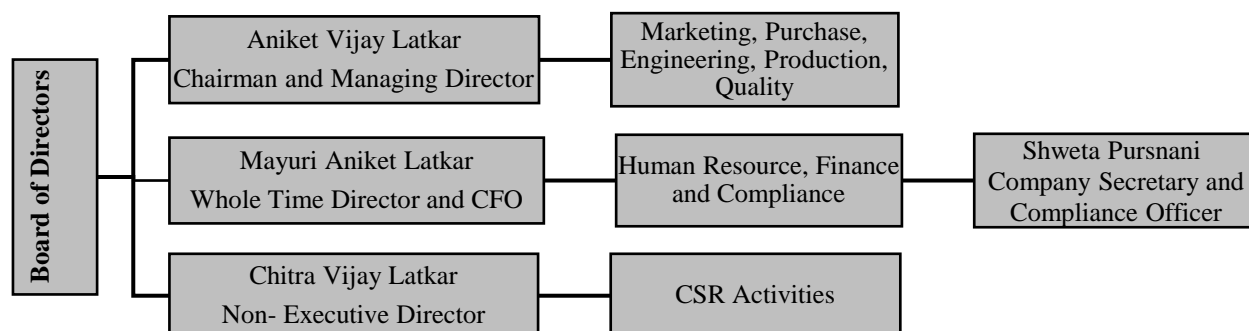 Board of Directors
Aniket Vijay Latkar
Chairman and Managing Director
Marketing, Purchase,
Engineering, Production,
Quality
Mayuri Aniket Latkar
Whole Time Director and CFO
Human Resource, Finance
and Compliance
Shweta Pursnani
Company Secretary and
Compliance Officer
Chitra Vijay Latkar
Non- Executive Director
CSR Activities